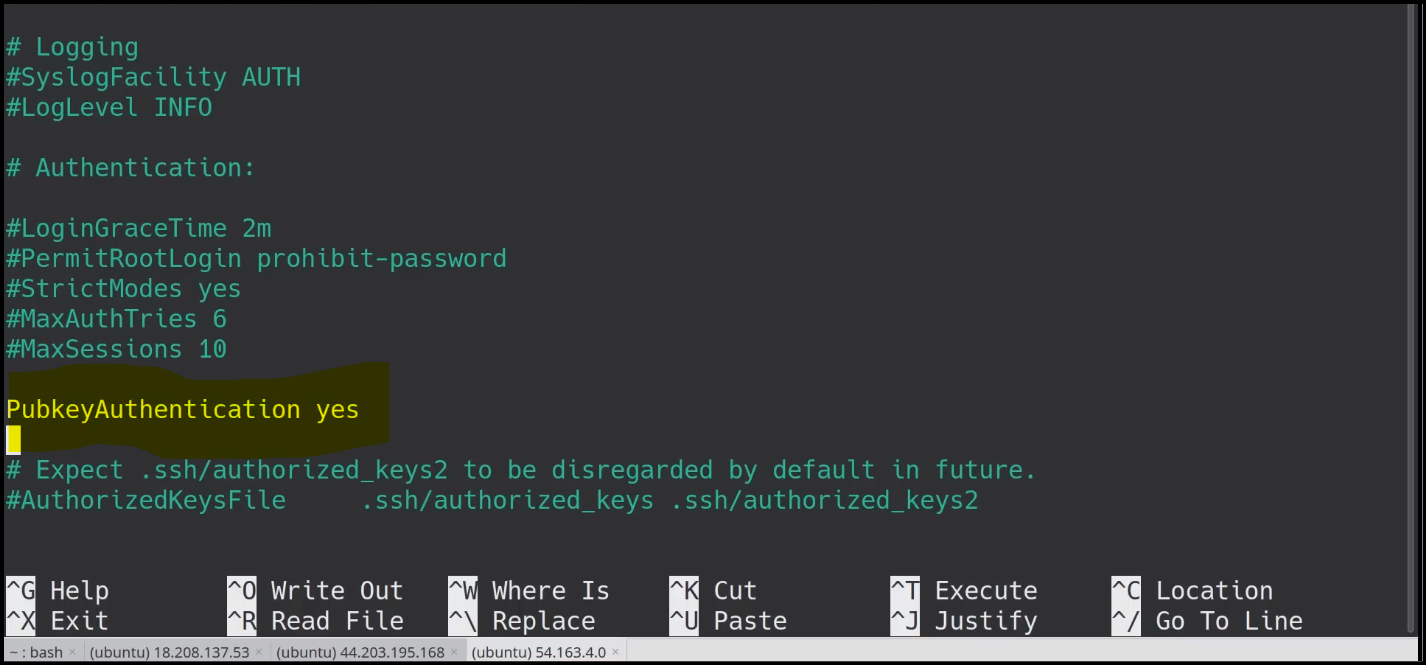 # Logging
#SyslogFacility AUTH
#LogLevel INFO
# Authentication:
#LoginGraceTime 2m
#PermitRootLogin prohibit-password
#StrictModes yes
#MaxAuthTries 6
#MaxSessions 10
PubkeyAuthentication yes
# Expect .ssh/authorized_keys2 to be disregarded by default in future.
#AuthorizedKeysFile     .ssh/authorized_keys .ssh/authorized_keys2
^G Help ^O Write Out ^W Where Is ^K Cut ^T Execute ^C Location
^X Exit ^R Read File ^\ Replace ^U Paste ^J Justify ^/ Go To Line
~ : bash × (ubuntu) 18.208.137.53 × (ubuntu) 44.203.195.168 × (ubuntu) 54.163.4.0 ×